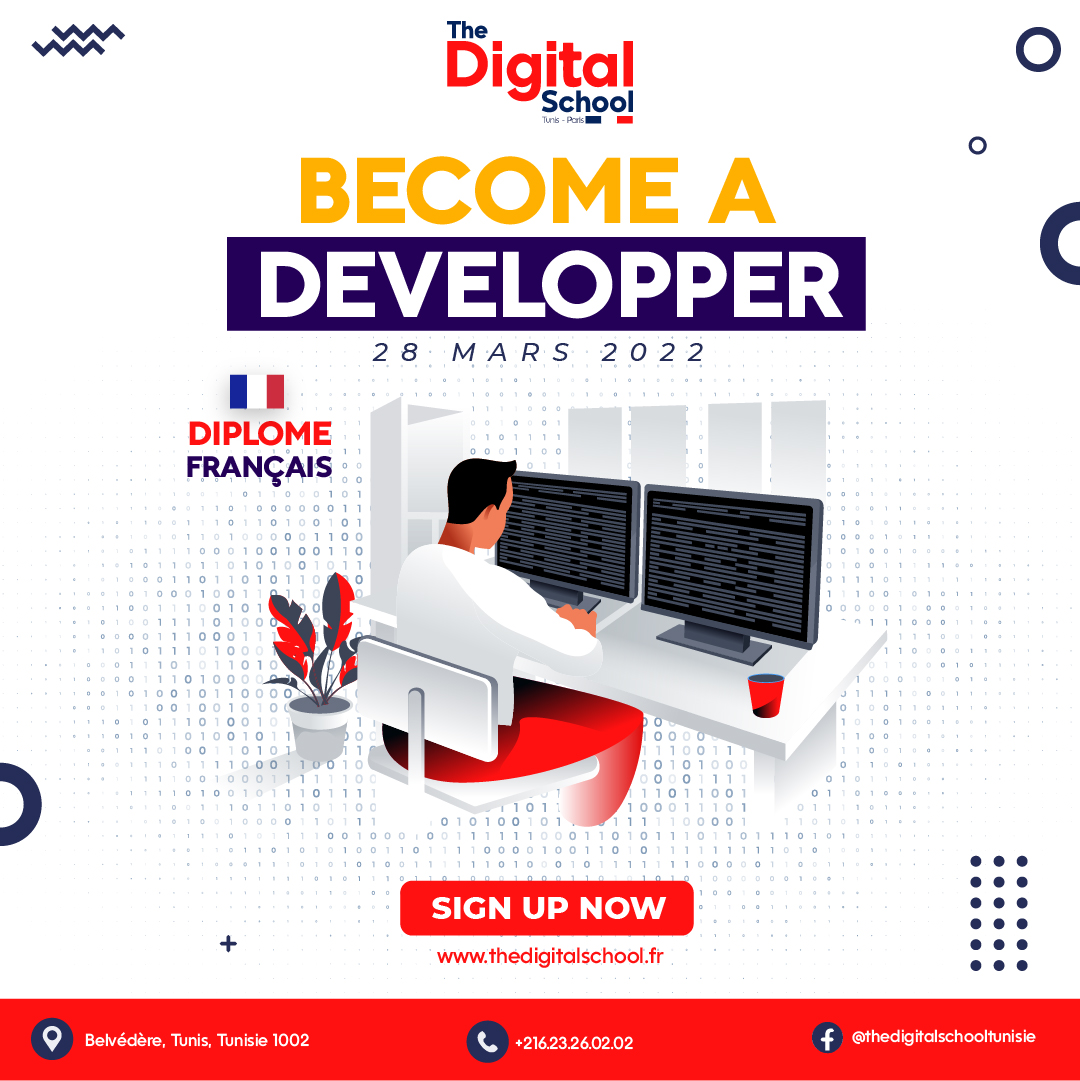 The
Digital
School
Tunis - Paris
BECOME A
DEVELOPPER
28 MARS 2022
DIPLOME
FRANÇAIS
SIGN UP NOW
www.thedigitalschool.fr
Belvédère, Tunis, Tunisie 1002
+216.23.26.02.02
@thedigitalschooltunisie